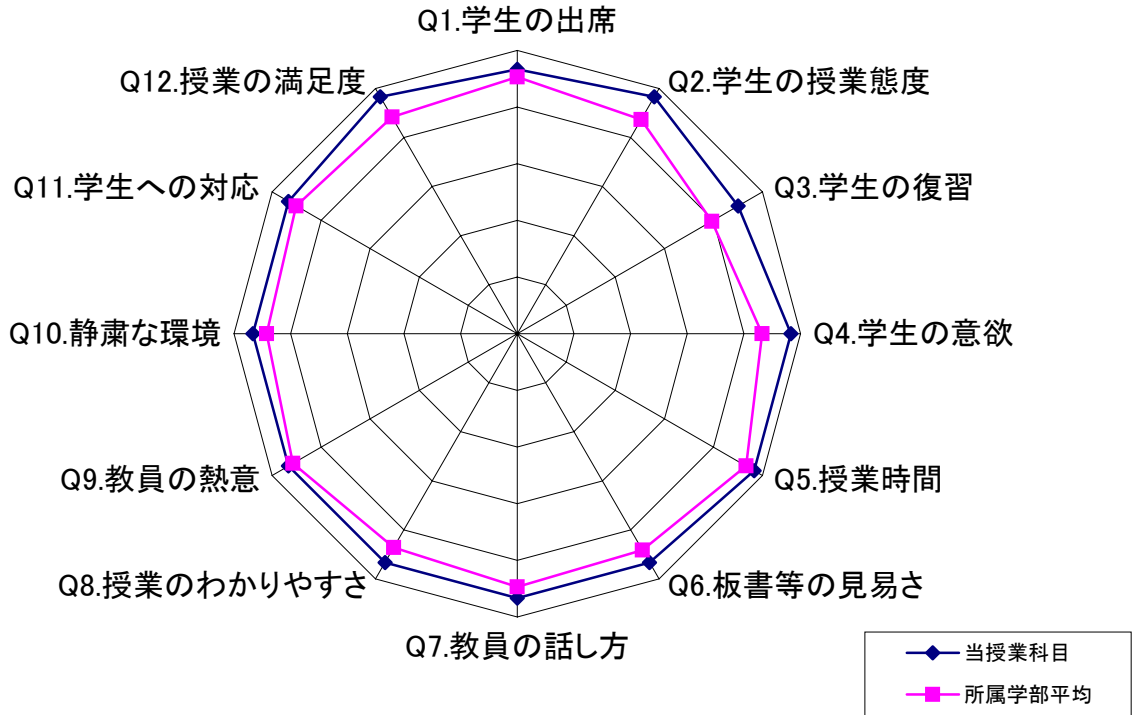 Q1.学生の出席
Q2.学生の授業態度
Q3.学生の復習
Q4.学生の意欲
Q5.授業時間
Q6.板書等の見易さ
Q7.教員の話し方
Q8.授業のわかりやすさ
Q9.教員の熱意
Q10.静粛な環境
Q11.学生への対応
Q12.授業の満足度
当授業科目
所属学部平均